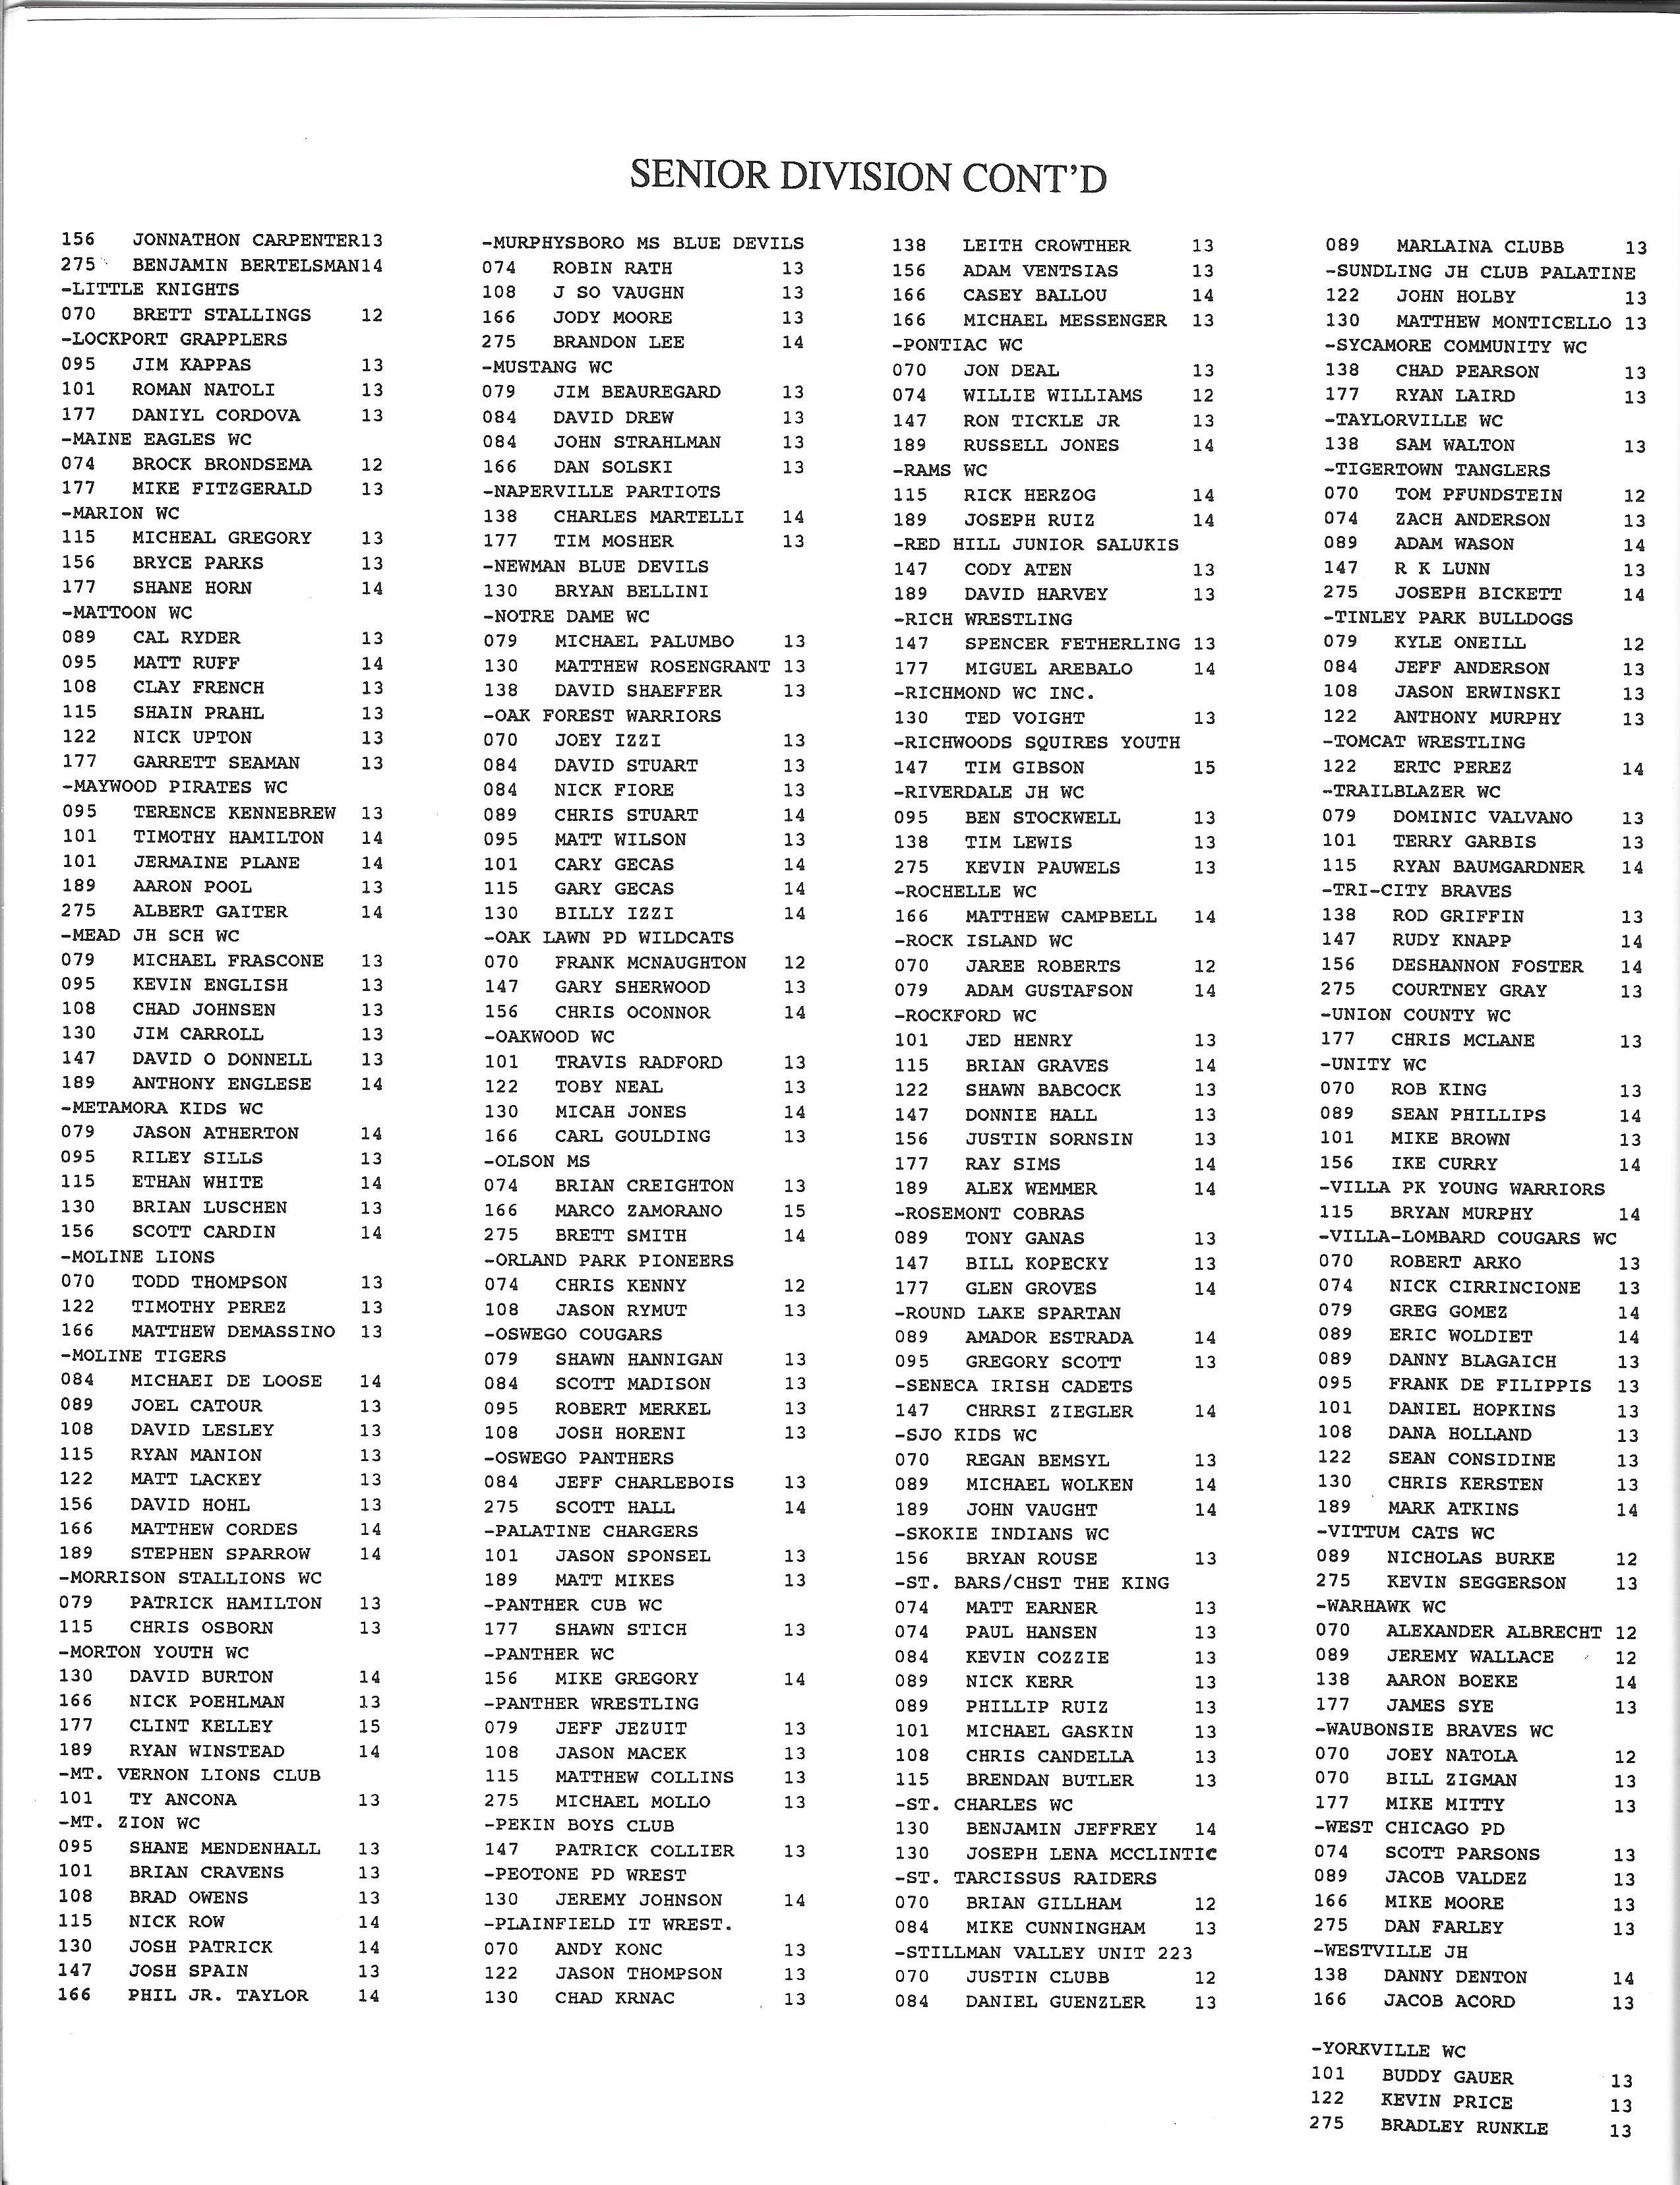 SENIOR DIVISION CONT'D
156 JONNATHON CARPENTER13
275 BENJAMIN BERTELSMAN14
-LITTLE KNIGHTS
070 BRETT STALLINGS 12
-LOCKPORT GRAPPLERS
095 JIM KAPPAS 13
101 ROMAN NATOLI 13
177 DANIYL CORDOVA 13
-MAINE EAGLES WC
074 BROCK BRONDSEMA 12
177 MIKE FITZGERALD 13
-MARION WC
115 MICHEAL GREGORY 13
156 BRYCE PARKS 13
177 SHANE HORN 14
-MATTOON WC
089 CAL RYDER 13
095 MATT RUFF 14
108 CLAY FRENCH 13
115 SHAIN PRAHL 13
122 NICK UPTON 13
177 GARRETT SEAMAN 13
-MAYWOOD PIRATES WC
095 TERENCE KENNEBREW 13
101 TIMOTHY HAMILTON 14
101 JERMAINE PLANE 14
189 AARON POOL 13
275 ALBERT GAITER 14
-MEAD JH SCH WC
079 MICHAEL FRASCONE 13
095 KEVIN ENGLISH 13
108 CHAD JOHNSEN 13
130 JIM CARROLL 13
147 DAVID O DONNELL 13
189 ANTHONY ENGLESE 14
-METAMORA KIDS WC
079 JASON ATHERTON 14
095 RILEY SILLS 13
115 ETHAN WHITE 14
130 BRIAN LUSCHEN 13
156 SCOTT CARDIN 14
-MOLINE LIONS
070 TODD THOMPSON 13
122 TIMOTHY PEREZ 13
166 MATTHEW DEMASSINO 13
-MOLINE TIGERS
084 MICHAEI DE LOOSE 14
089 JOEL CATOUR 13
108 DAVID LESLEY 13
115 RYAN MANION 13
122 MATT LACKEY 13
156 DAVID HOHL 13
166 MATTHEW CORDES 14
189 STEPHEN SPARROW 14
-MORRISON STALLIONS WC
079 PATRICK HAMILTON 13
115 CHRIS OSBORN 13
-MORTON YOUTH WC
130 DAVID BURTON 14
166 NICK POEHLMAN 13
177 CLINT KELLEY 15
189 RYAN WINSTEAD 14
-MT. VERNON LIONS CLUB
101 TY ANCONA 13
-MT. ZION WC
095 SHANE MENDENHALL 13
101 BRIAN CRAVENS 13
108 BRAD OWENS 13
115 NICK ROW 14
130 JOSH PATRICK 14
147 JOSH SPAIN 13
166 PHIL JR. TAYLOR 14
-MURPHYSBORO MS BLUE DEVILS
074 ROBIN RATH 13
108 J SO VAUGHN 13
166 JODY MOORE 13
275 BRANDON LEE 14
-MUSTANG WC
079 JIM BEAUREGARD 13
084 DAVID DREW 13
084 JOHN STRAHLMAN 13
166 DAN SOLSKI 13
-NAPERVILLE PARTIOTS
138 CHARLES MARTELLI 14
177 TIM MOSHER 13
-NEWMAN BLUE DEVILS
130 BRYAN BELLINI
-NOTRE DAME WC
079 MICHAEL PALUMBO 13
130 MATTHEW ROSENGRANT 13
138 DAVID SHAEFFER 13
-OAK FOREST WARRIORS
070 JOEY IZZI 13
084 DAVID STUART 13
084 NICK FIORE 13
089 CHRIS STUART 14
095 MATT WILSON 13
101 CARY GECAS 14
115 GARY GECAS 14
130 BILLY IZZI 14
-OAK LAWN PD WILDCATS
070 FRANK MCNAUGHTON 12
147 GARY SHERWOOD 13
156 CHRIS OCONNOR 14
-OAKWOOD WC
101 TRAVIS RADFORD 13
122 TOBY NEAL 13
130 MICAH JONES 14
166 CARL GOULDING 13
-OLSON MS
074 BRIAN CREIGHTON 13
166 MARCO ZAMORANO 15
275 BRETT SMITH 14
-ORLAND PARK PIONEERS
074 CHRIS KENNY 12
108 JASON RYMUT 13
-OSWEGO COUGARS
079 SHAWN HANNIGAN 13
084 SCOTT MADISON 13
095 ROBERT MERKEL 13
108 JOSH HORENI 13
-OSWEGO PANTHERS
084 JEFF CHARLEBOIS 13
275 SCOTT HALL 14
-PALATINE CHARGERS
101 JASON SPONSEL 13
189 MATT MIKES 13
-PANTHER CUB WC
177 SHAWN STICH 13
-PANTHER WC
156 MIKE GREGORY 14
-PANTHER WRESTLING
079 JEFF JEZUIT 13
108 JASON MACEK 13
115 MATTHEW COLLINS 13
275 MICHAEL MOLLO 13
-PEKIN BOYS CLUB
147 PATRICK COLLIER 13
-PEOTONE PD WREST
130 JEREMY JOHNSON 14
-PLAINFIELD IT WREST.
070 ANDY KONC 13
122 JASON THOMPSON 13
130 CHAD KRNAC 13
138 LEITH CROWTHER 13
156 ADAM VENTSIAS 13
166 CASEY BALLOU 14
166 MICHAEL MESSENGER 13
-PONTIAC WC
070 JON DEAL 13
074 WILLIE WILLIAMS 12
147 RON TICKLE JR 13
189 RUSSELL JONES 14
-RAMS WC
115 RICK HERZOG 14
189 JOSEPH RUIZ 14
-RED HILL JUNIOR SALUKIS
147 CODY ATEN 13
189 DAVID HARVEY 13
-RICH WRESTLING
147 SPENCER FETHERLING 13
177 MIGUEL AREBALO 14
-RICHMOND WC INC.
130 TED VOIGHT 13
-RICHWOODS SQUIRES YOUTH
147 TIM GIBSON 15
-RIVERDALE JH WC
095 BEN STOCKWELL 13
138 TIM LEWIS 13
275 KEVIN PAUWELS 13
-ROCHELLE WC
166 MATTHEW CAMPBELL 14
-ROCK ISLAND WC
070 JAREE ROBERTS 12
079 ADAM GUSTAFSON 14
-ROCKFORD WC
101 JED HENRY 13
115 BRIAN GRAVES 14
122 SHAWN BABCOCK 13
147 DONNIE HALL 13
156 JUSTIN SORNSIN 13
177 RAY SIMS 14
189 ALEX WEMMER 14
-ROSEMONT COBRAS
089 TONY GANAS 13
147 BILL KOPECKY 13
177 GLEN GROVES 14
-ROUND LAKE SPARTAN
089 AMADOR ESTRADA 14
095 GREGORY SCOTT 13
-SENECA IRISH CADETS
147 CHRRSI ZIEGLER 14
-SJO KIDS WC
070 REGAN BEMSYL 13
089 MICHAEL WOLKEN 14
189 JOHN VAUGHT 14
-SKOKIE INDIANS WC
156 BRYAN ROUSE 13
-ST. BARS/CHST THE KING
074 MATT EARNER 13
074 PAUL HANSEN 13
084 KEVIN COZZIE 13
089 NICK KERR 13
089 PHILLIP RUIZ 13
101 MICHAEL GASKIN 13
108 CHRIS CANDELLA 13
115 BRENDAN BUTLER 13
-ST. CHARLES WC
130 BENJAMIN JEFFREY 14
130 JOSEPH LENA MCCLINTIC
-ST. TARCISSUS RAIDERS
070 BRIAN GILLHAM 12
084 MIKE CUNNINGHAM 13
-STILLMAN VALLEY UNIT 223
070 JUSTIN CLUBB 12
084 DANIEL GUENZLER 13
089 MARLAINA CLUBB 13
-SUNDLING JH CLUB PALATINE
122 JOHN HOLBY 13
130 MATTHEW MONTICELLO 13
-SYCAMORE COMMUNITY WC
138 CHAD PEARSON 13
177 RYAN LAIRD 13
-TAYLORVILLE WC
138 SAM WALTON 13
-TIGERTOWN TANGLERS
070 TOM PFUNDSTEIN 12
074 ZACH ANDERSON 13
089 ADAM WASON 14
147 R K LUNN 13
275 JOSEPH BICKETT 14
-TINLEY PARK BULLDOGS
079 KYLE ONEILL 12
084 JEFF ANDERSON 13
108 JASON ERWINSKI 13
122 ANTHONY MURPHY 13
-TOMCAT WRESTLING
122 ERTC PEREZ 14
-TRAILBLAZER WC
079 DOMINIC VALVANO 13
101 TERRY GARBIS 13
115 RYAN BAUMGARDNER 14
-TRI-CITY BRAVES
138 ROD GRIFFIN 13
147 RUDY KNAPP 14
156 DESHANNON FOSTER 14
275 COURTNEY GRAY 13
-UNION COUNTY WC
177 CHRIS MCLANE 13
-UNITY WC
070 ROB KING 13
089 SEAN PHILLIPS 14
101 MIKE BROWN 13
156 IKE CURRY 14
-VILLA PK YOUNG WARRIORS
115 BRYAN MURPHY 14
-VILLA-LOMBARD COUGARS WC
070 ROBERT ARKO 13
074 NICK CIRRINCIONE 13
079 GREG GOMEZ 14
089 ERIC WOLDIET 14
089 DANNY BLAGAICH 13
095 FRANK DE FILIPPIS 13
101 DANIEL HOPKINS 13
108 DANA HOLLAND 13
122 SEAN CONSIDINE 13
130 CHRIS KERSTEN 13
189 MARK ATKINS 14
-VITTUM CATS WC
089 NICHOLAS BURKE 12
275 KEVIN SEGGERSON 13
-WARHAWK WC
070 ALEXANDER ALBRECHT 12
089 JEREMY WALLACE 12
138 AARON BOEKE 14
177 JAMES SYE 13
-WAUBONSIE BRAVES WC
070 JOEY NATOLA 12
070 BILL ZIGMAN 13
177 MIKE MITTY 13
-WEST CHICAGO PD
074 SCOTT PARSONS 13
089 JACOB VALDEZ 13
166 MIKE MOORE 13
275 DAN FARLEY 13
-WESTVILLE JH
138 DANNY DENTON 14
166 JACOB ACORD 13
-YORKVILLE WC
101 BUDDY GAUER 13
122 KEVIN PRICE 13
275 BRADLEY RUNKLE 13